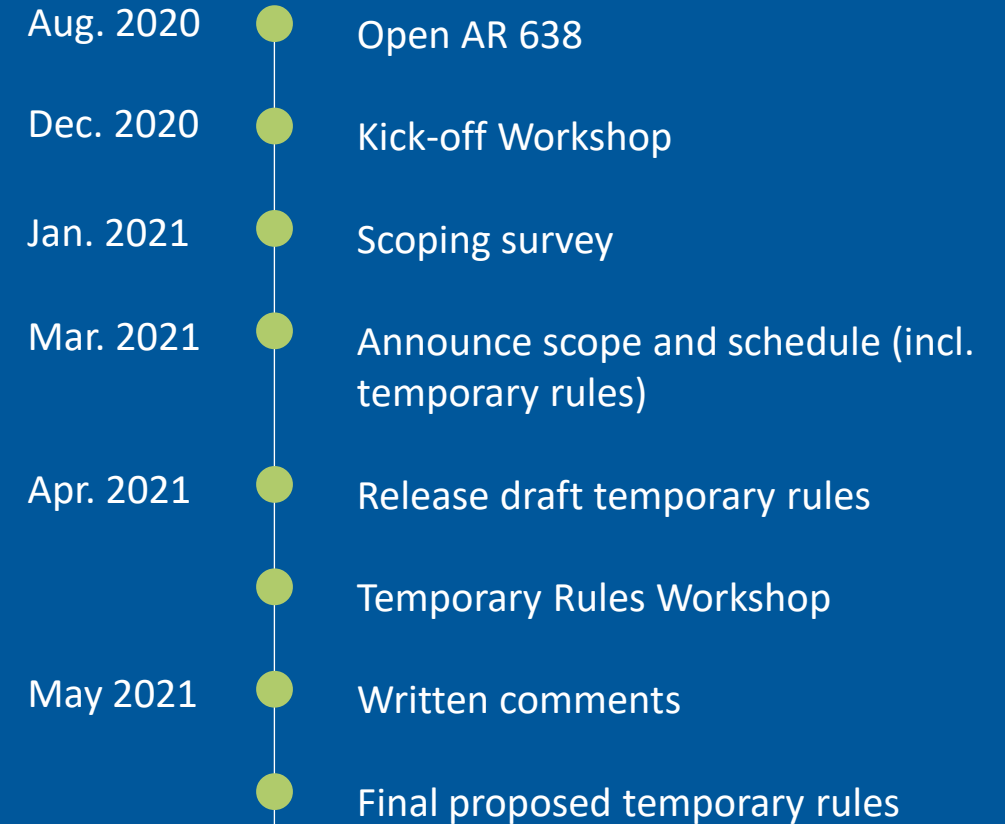 Aug. 2020
Open AR 638
Dec. 2020
Kick-off Workshop
Jan. 2021
Scoping survey
Mar. 2021
Announce scope and schedule (incl.
temporary rules)
Apr. 2021
Release draft temporary rules
Temporary Rules Workshop
May 2021
Written comments
Final proposed temporary rules